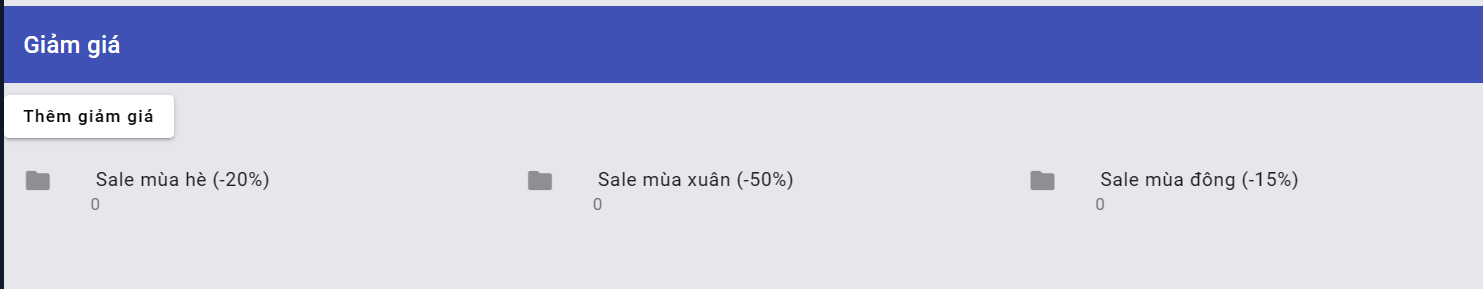 Giảm giá
Thêm giảm giá
Sale mùa hè (-20%)
0
Sale mùa xuân (-50%)
0
Sale mùa đông (-15%)
0